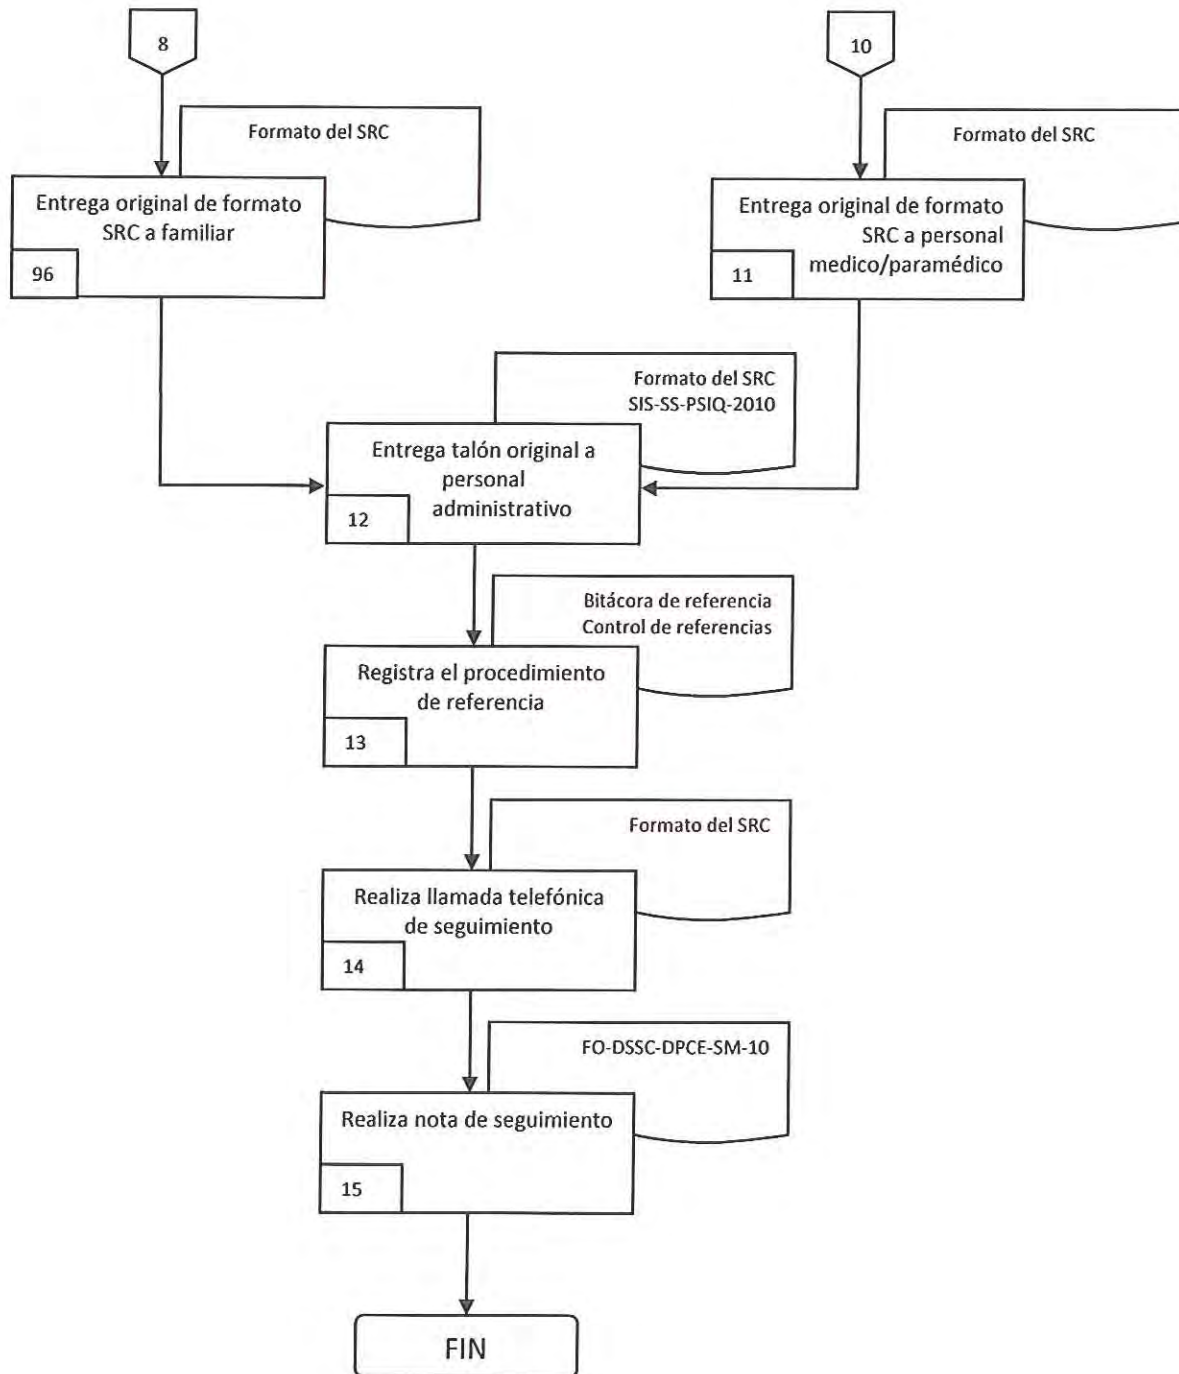 8
10
Formato del SRC
Formato del SRC
Entrega original de formato
SRC a familiar
96
Entrega original de formato
SRC a personal
medico/paramédico
11
Formato del SRC
SIS-SS-PSIQ-2010
Entrega talón original a
personal
administrativo
12
Bitácora de referencia
Control de referencias
Registra el procedimiento
de referencia
13
Formato del SRC
Realiza llamada telefónica
de seguimiento
14
FO-DSSC-DPCE-SM-10
Realiza nota de seguimiento
15
FIN